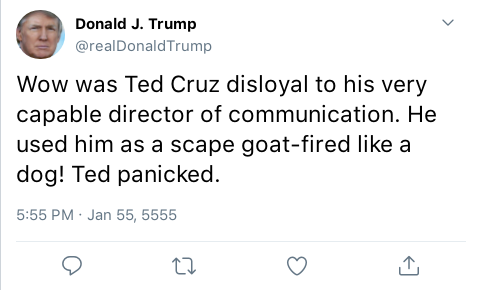 Donald J. Trump
@realDonaldTrump
Wow was Ted Cruz disloyal to his very
capable director of communication. He
used him as a scape goat-fired like a
dog! Ted panicked.
5:55 PM · Jan 55, 5555